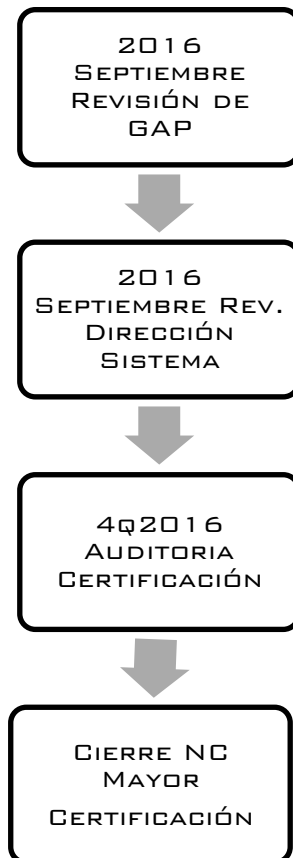 2016
Septiembre
Revisión de
GAP
2016
Septiembre Rev.
Dirección
Sistema
4q2016
Auditoria
Certificación
Cierre NC
Mayor
Certificación